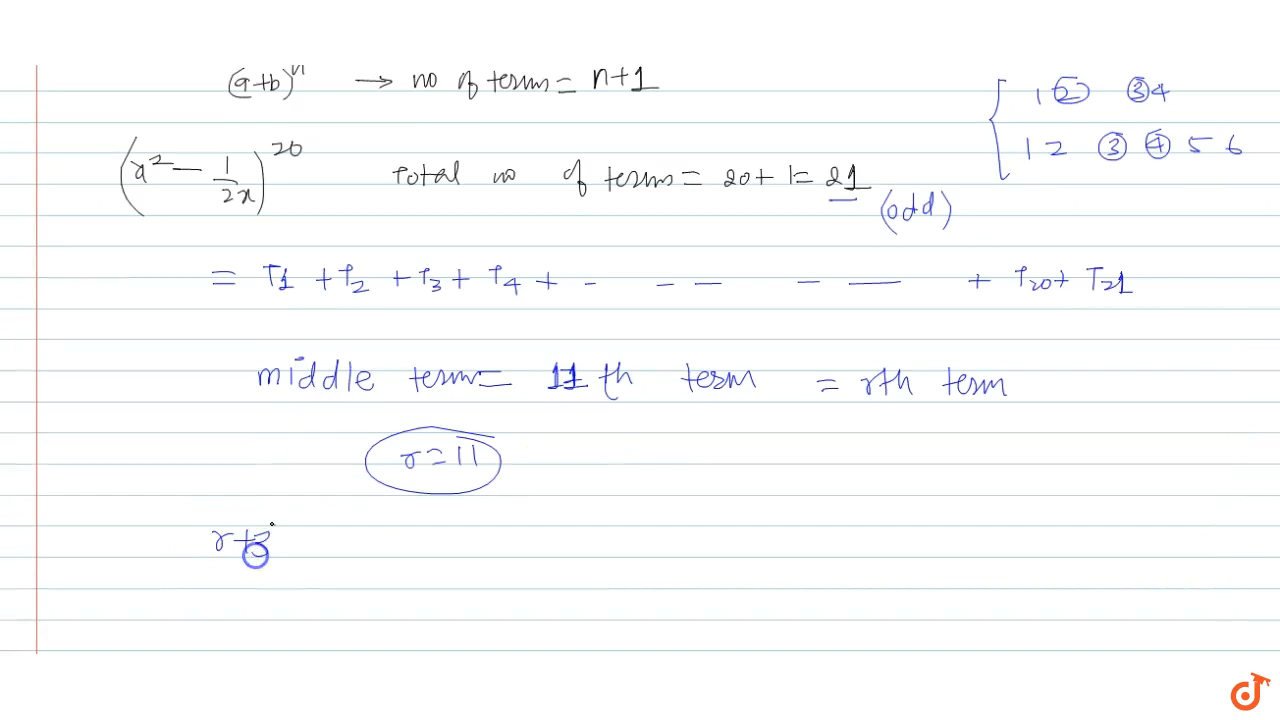 (a+b)^n → no of term = n+1
1 2 3 4
1 2 3 4 5 6
(x² − 1/2x)^20 Total no of terms = 20+1 = 21 (odd)
= T1 + T2 + T3 + T4 + - - - - — + T20 + T21
middle term = 11th term = rth term
r = 11
r+3